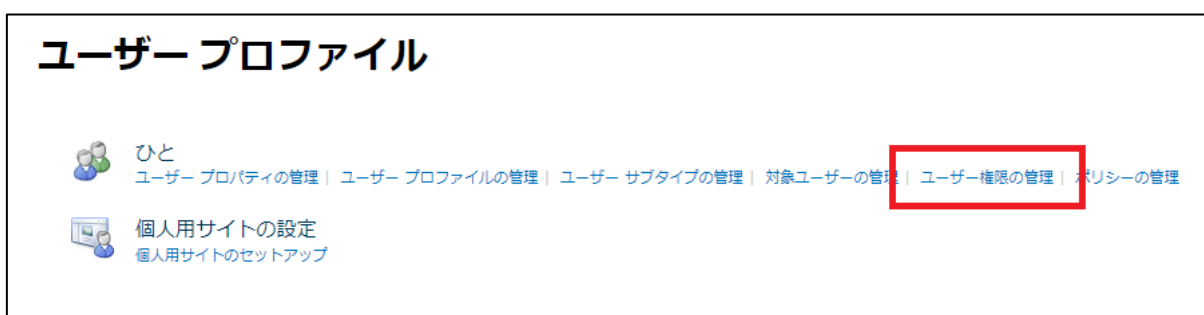 ユーザー プロファイル
ひと
ユーザー プロパティの管理 | ユーザー プロファイルの管理 | ユーザー サブタイプの管理 | 対象ユーザーの管理 | ユーザー権限の管理 | ポリシーの管理
個人用サイトの設定
個人用サイトのセットアップ